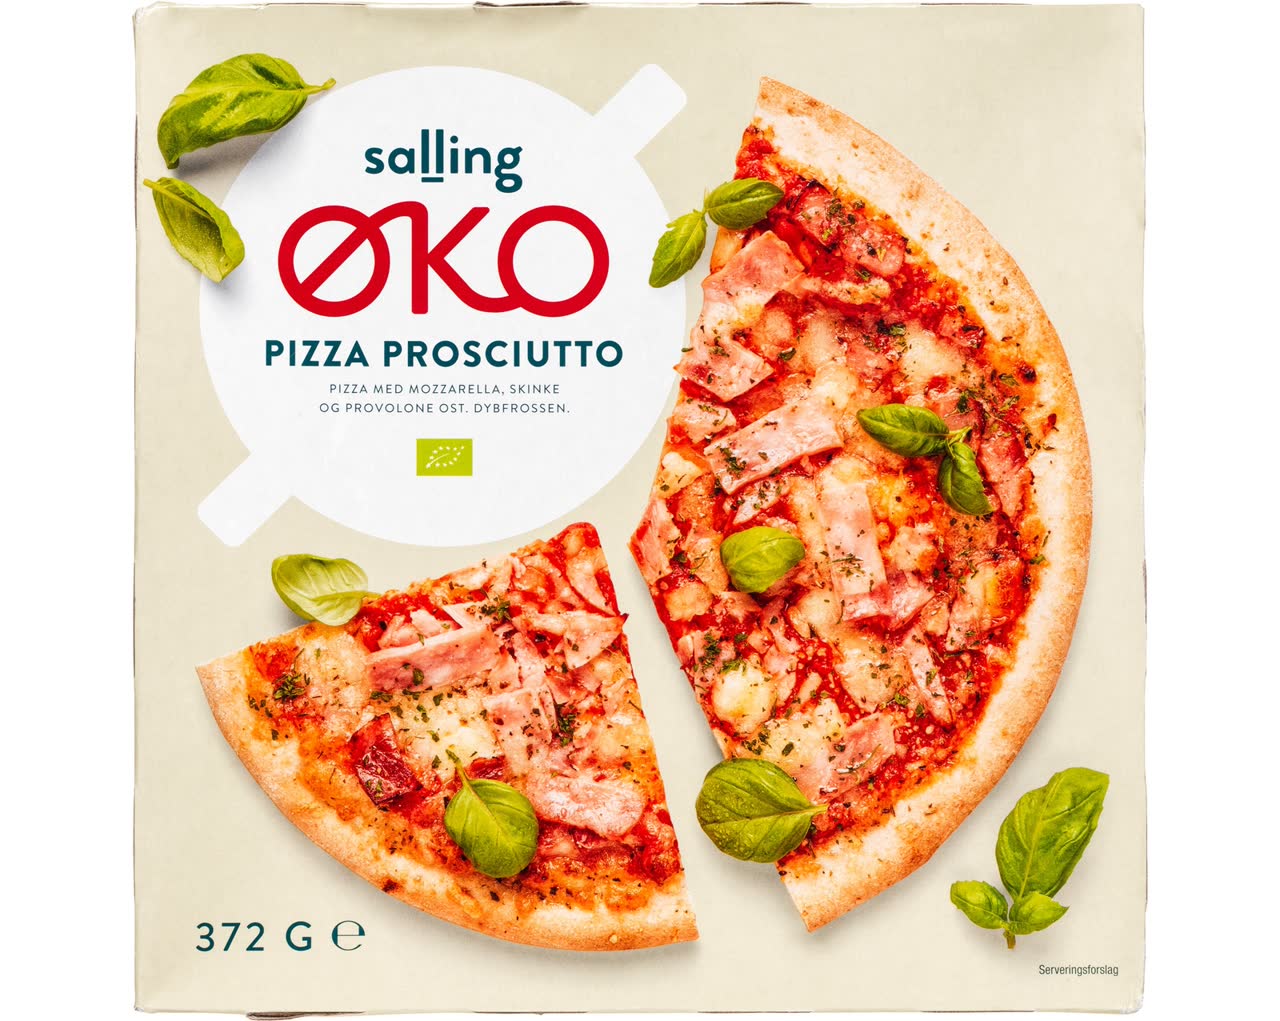 salling
ØKO
PIZZA PROSCIUTTO
PIZZA MED MOZZARELLA, SKINKE
OG PROVOLONE OST. DYBFROSSEN.
372 G ℮
Serveringsforslag